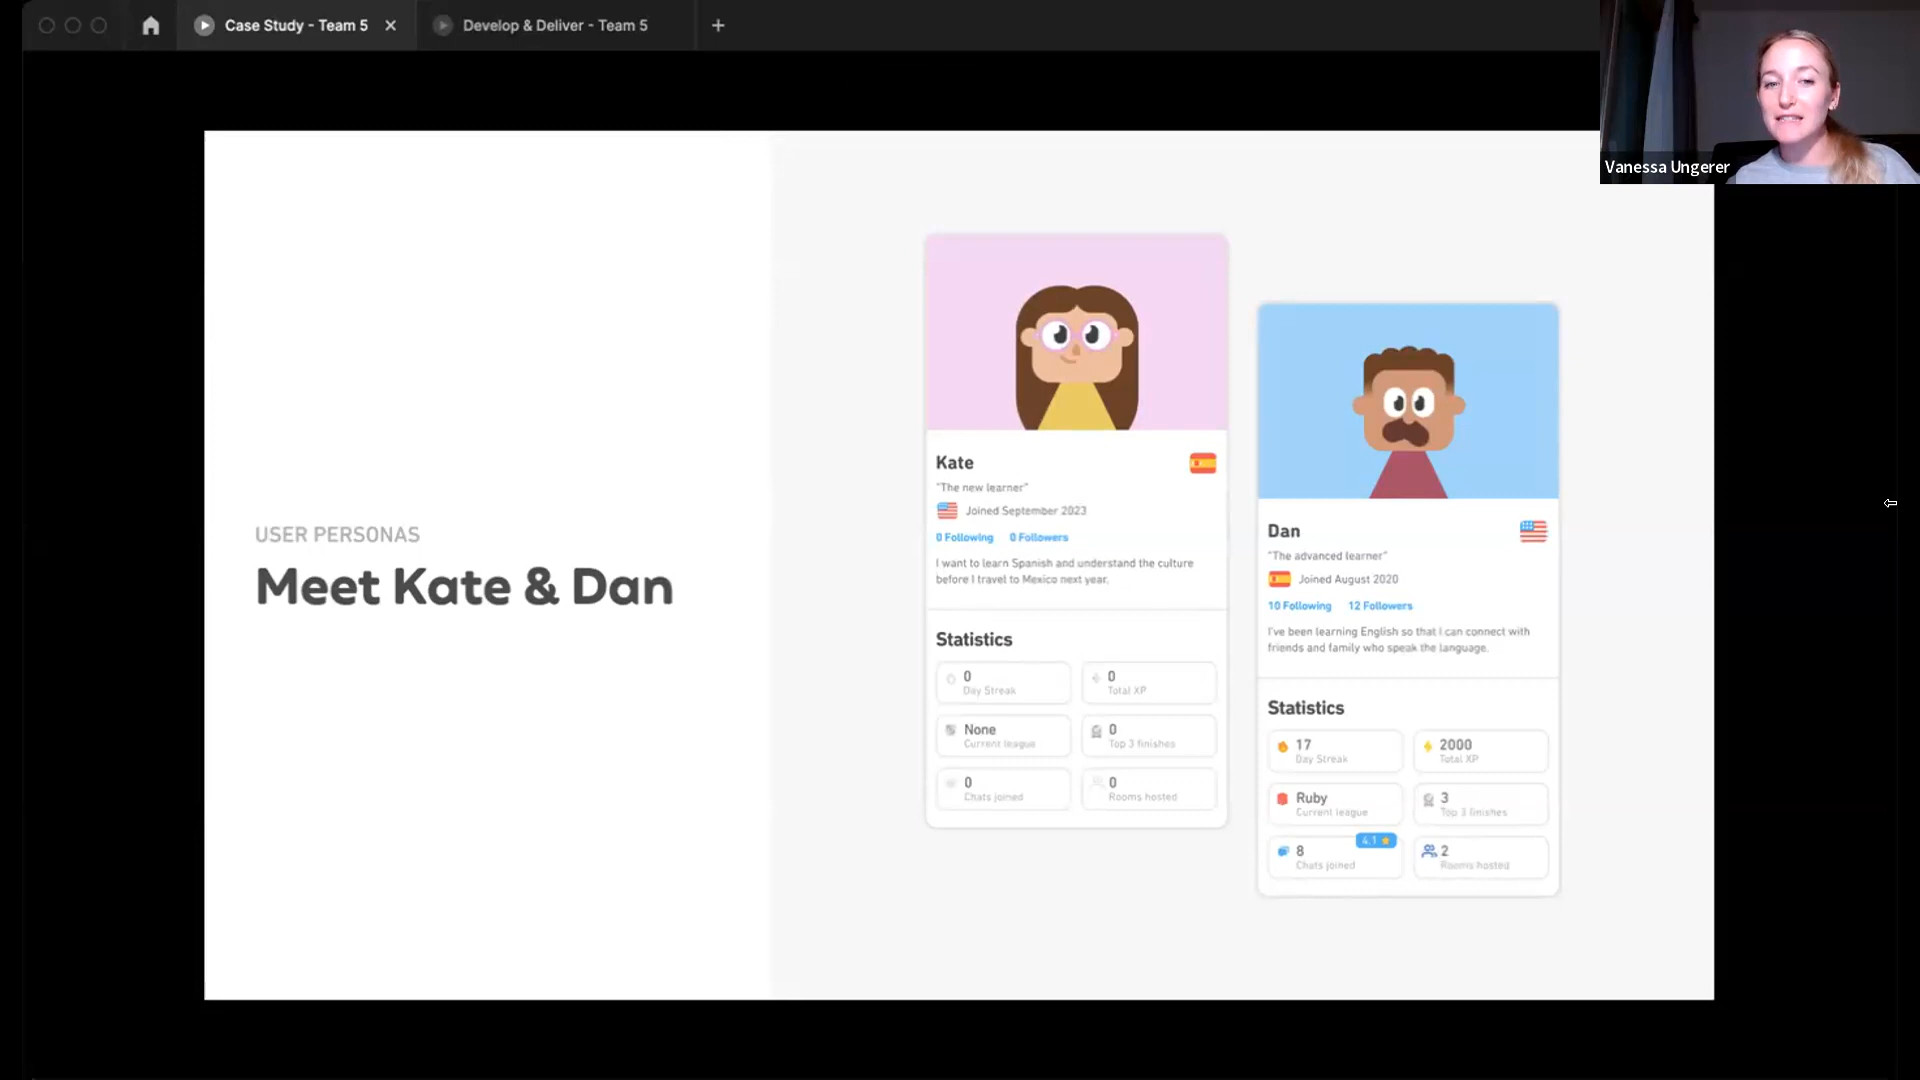 Case Study - Team 5
Develop & Deliver - Team 5
Vanessa Ungerer
USER PERSONAS
Meet Kate & Dan
Kate
"The new learner"
Joined September 2023
0 Following 0 Followers
I want to learn Spanish and understand the culture
before I travel to Mexico next year.
Statistics
0
Day Streak
0
Total XP
None
Current league
0
Top 3 finishes
0
Chats joined
0
Rooms hosted
Dan
"The advanced learner"
Joined August 2020
10 Following 12 Followers
I've been learning English so that I can connect with
friends and family who speak the language.
Statistics
17
Day Streak
2000
Total XP
Ruby
Current league
3
Top 3 finishes
4.1
8
Chats joined
2
Rooms hosted